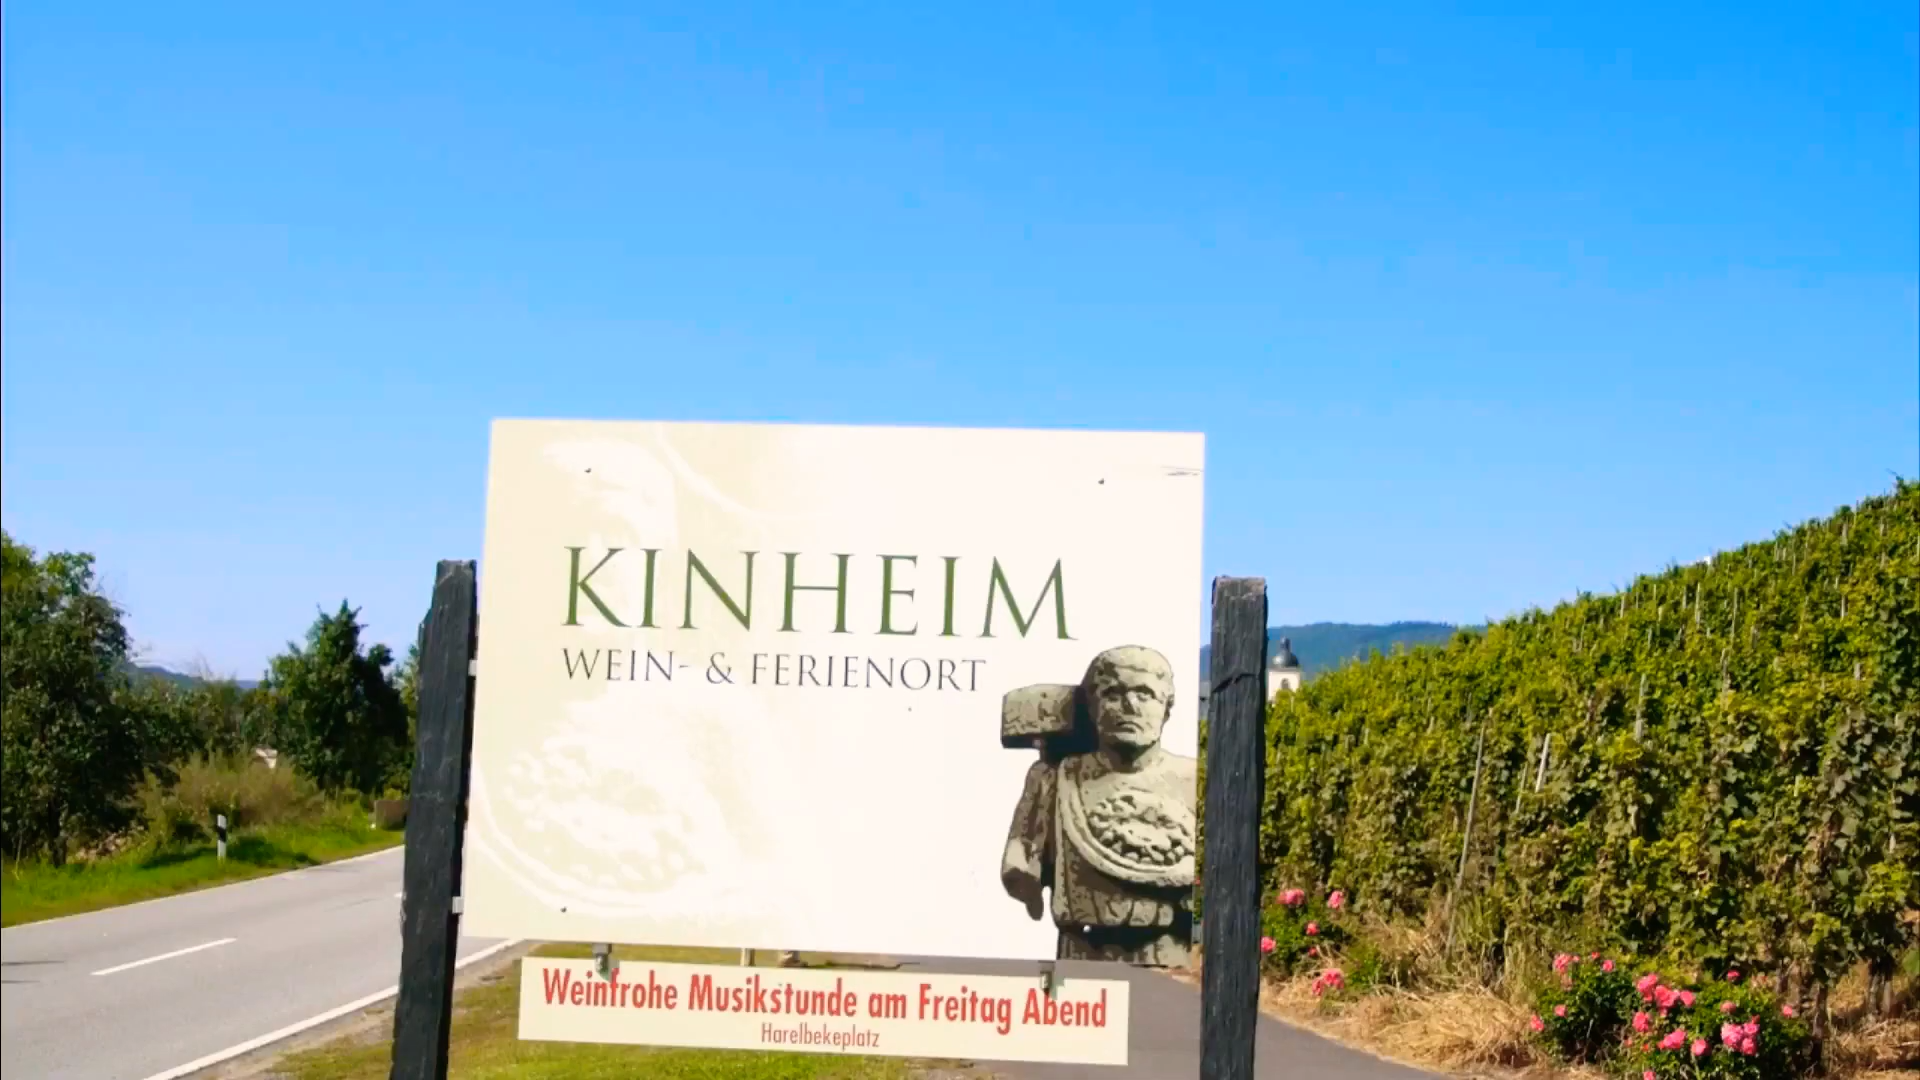 KINHEIM
WEIN- & FERIENORT
Weinfrohe Musikstunde am Freitag Abend
Harelbekeplatz